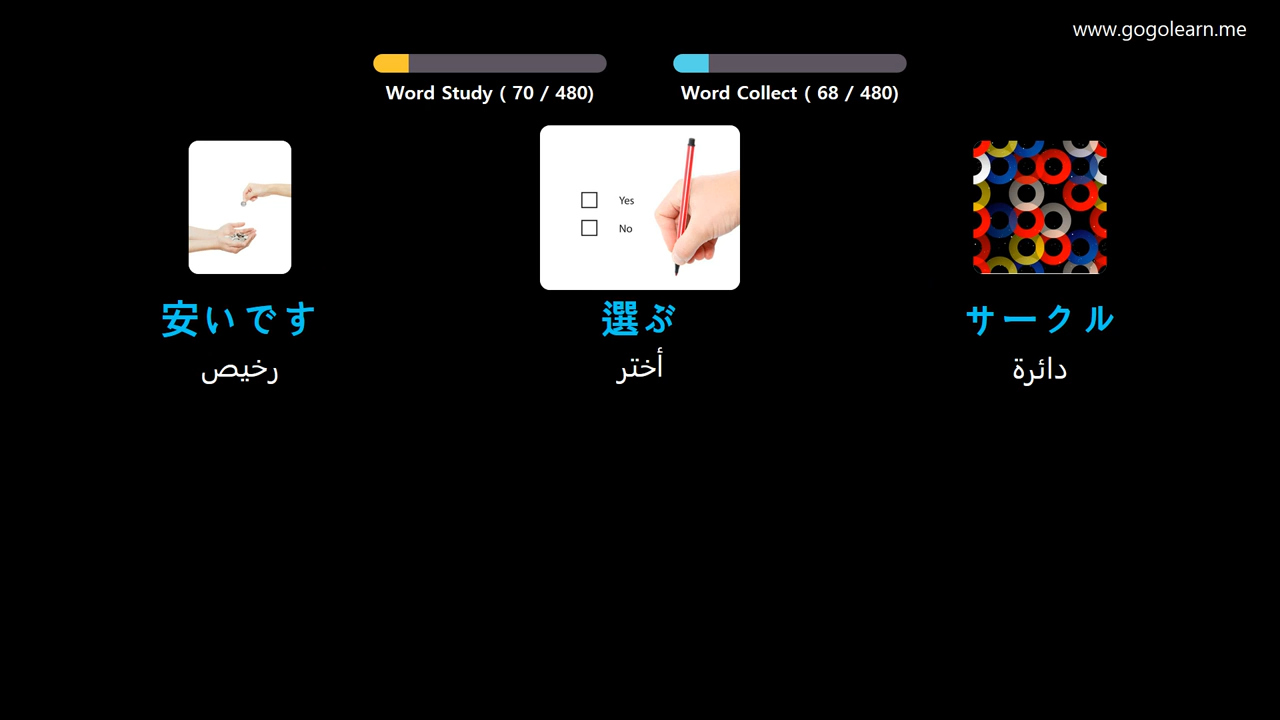 www.gogolearn.me
Word Study ( 70 / 480)
Word Collect ( 68 / 480)
Yes
No
安いです
選ぶ
サークル
رخيص
أختر
دائرة